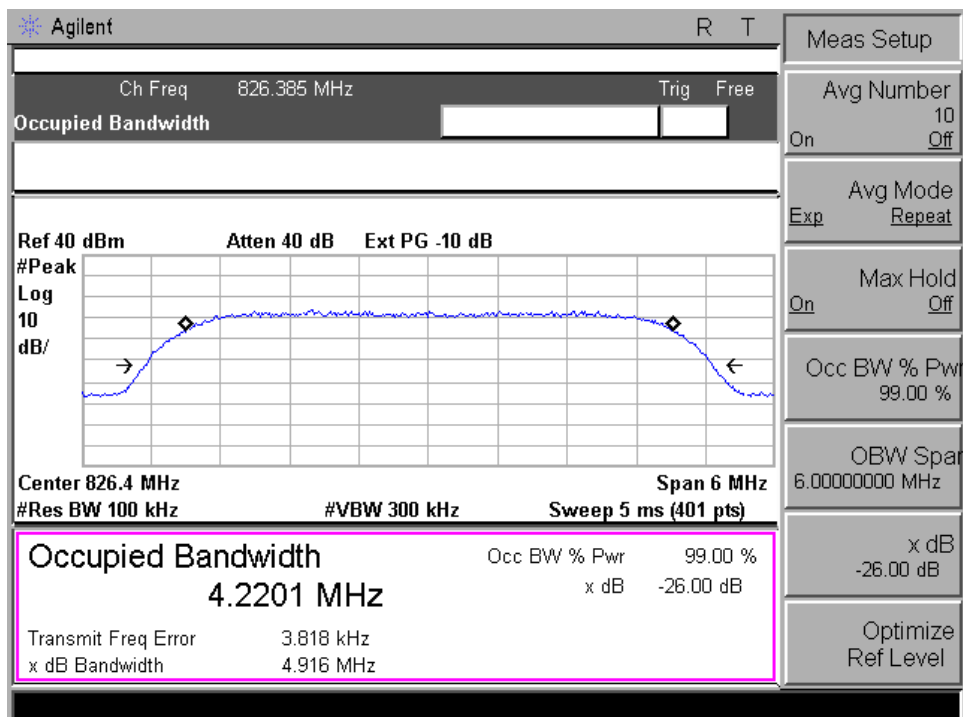 Agilent R T
Ch Freq 826.385 MHz Trig Free
Occupied Bandwidth
Ref 40 dBm Atten 40 dB Ext PG -10 dB
#Peak
Log
10
dB/
Center 826.4 MHz Span 6 MHz
#Res BW 100 kHz #VBW 300 kHz Sweep 5 ms (401 pts)
Occupied Bandwidth
4.2201 MHz
Occ BW % Pwr 99.00 %
x dB -26.00 dB
Transmit Freq Error 3.818 kHz
x dB Bandwidth 4.916 MHz
Meas Setup
Avg Number
10
On Off
Avg Mode
Exp Repeat
Max Hold
On Off
Occ BW % Pwr
99.00 %
OBW Span
6.00000000 MHz
x dB
-26.00 dB
Optimize
Ref Level